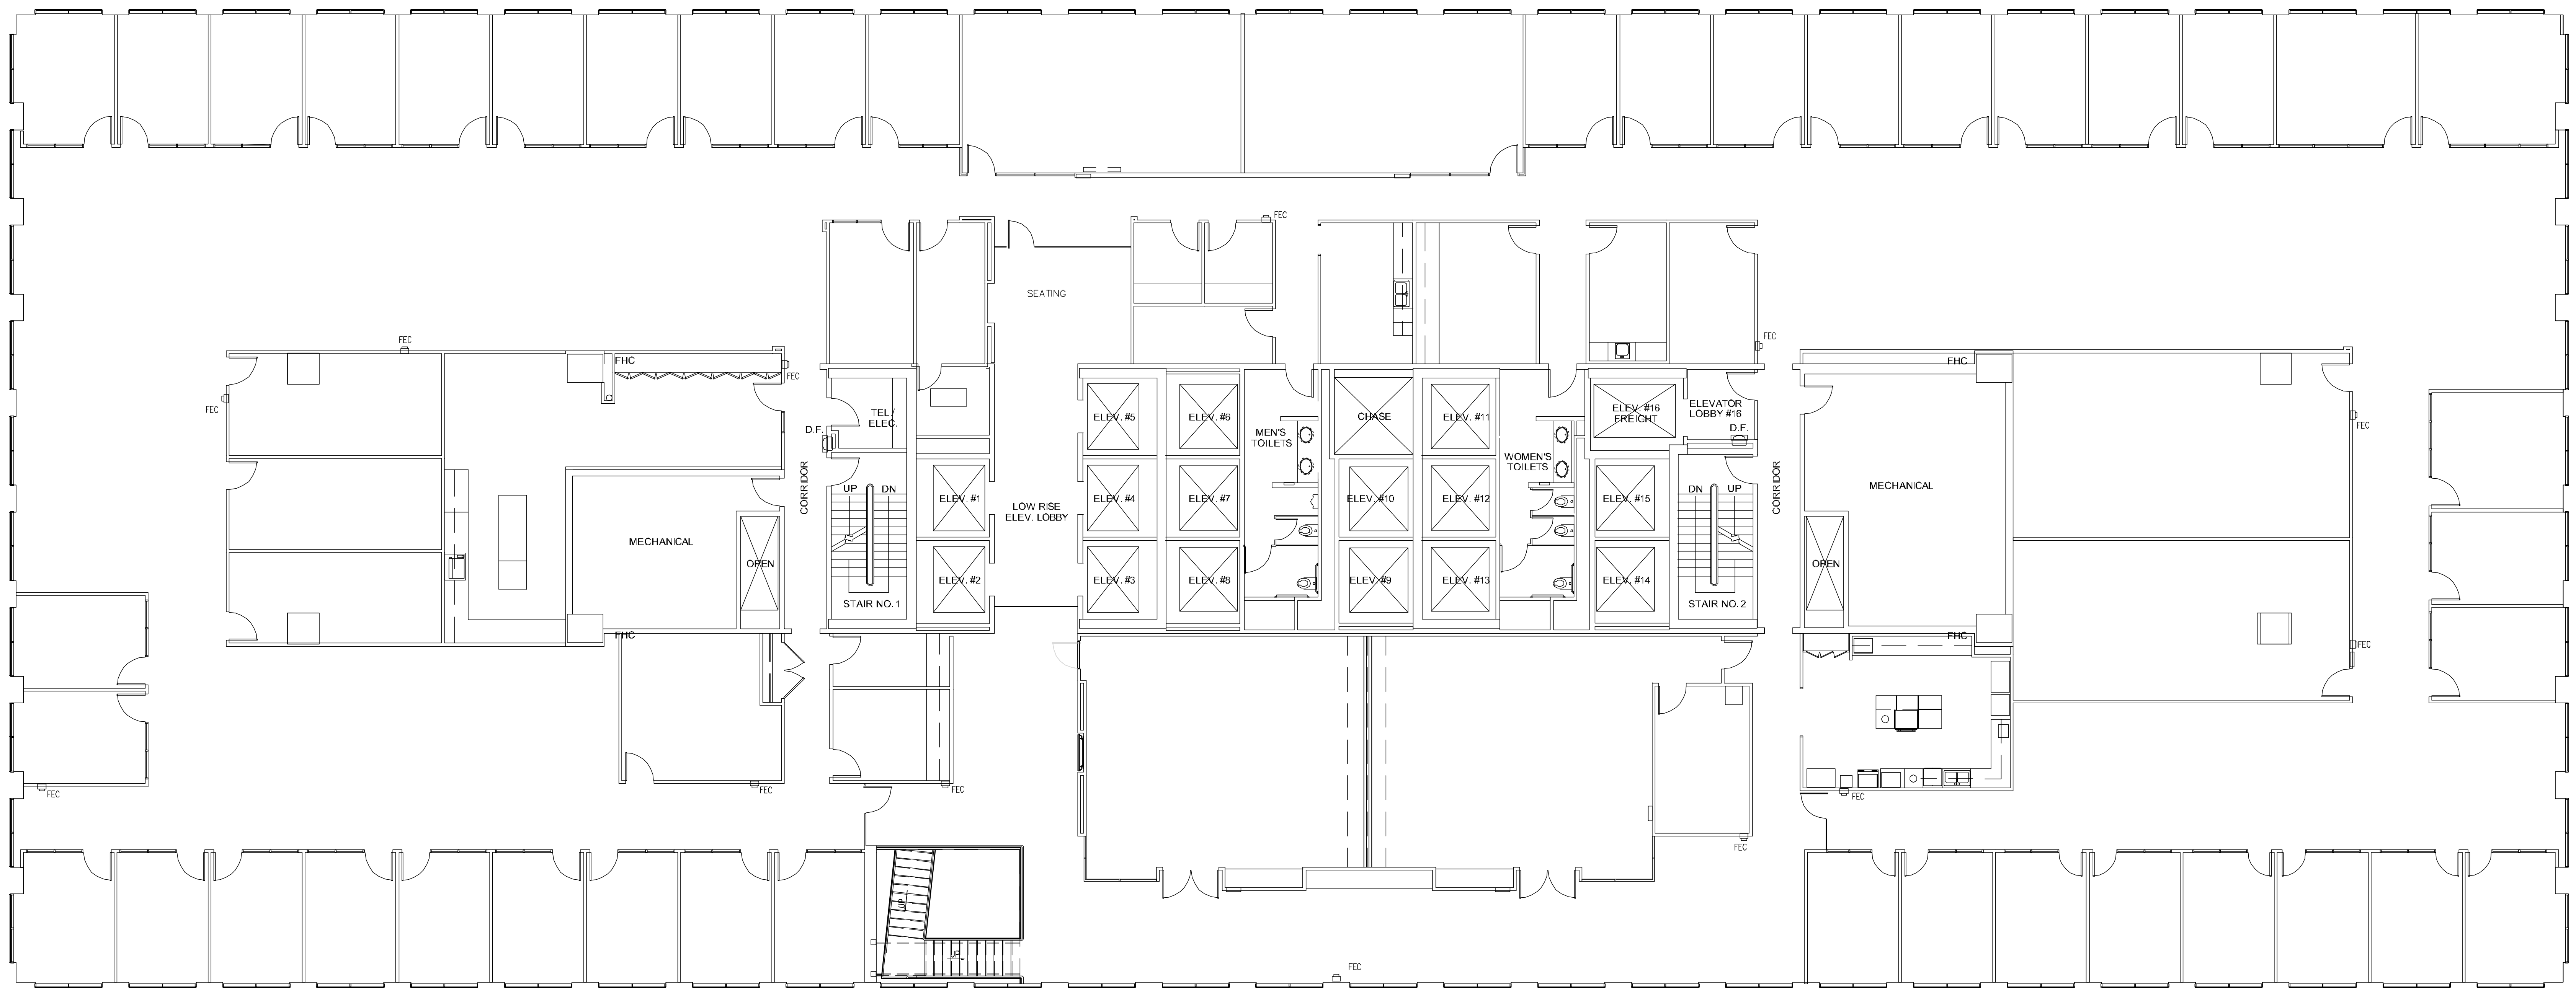 FEC
SEATING
FEC
FEC
FHC
FEC
FHC
FEC
FEC
TEL./
ELEC.
D.F.
ELEV. #5
ELEV. #6
MEN'S
TOILETS
CHASE
ELEV. #11
ELEV. #16
FREIGHT
ELEVATOR
LOBBY #16
D.F.
FEC
WOMEN'S
TOILETS
CORRIDOR
UP
DN
ELEV. #1
LOW RISE
ELEV. LOBBY
ELEV. #4
ELEV. #7
ELEV. #10
ELEV. #12
ELEV. #15
DN
UP
CORRIDOR
MECHANICAL
MECHANICAL
OPEN
OPEN
ELEV. #2
ELEV. #3
ELEV. #8
ELEV. #9
ELEV. #13
ELEV. #14
STAIR NO. 1
STAIR NO. 2
FHC
FHC
FEC
FEC
FEC
FEC
FEC
FEC
UP
UP
FEC